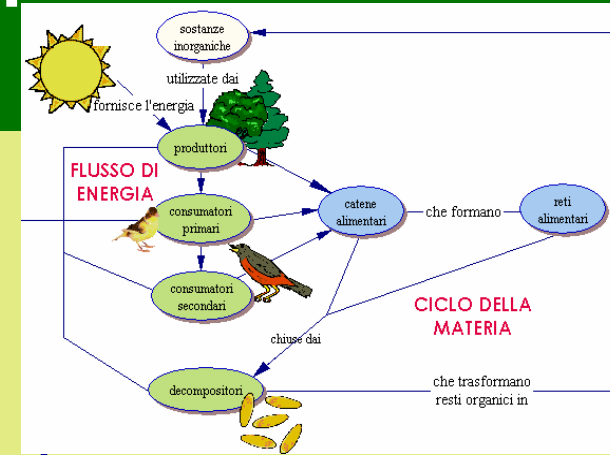 sostanze
inorganiche
utilizzate dai
fornisce l'energia
produttori
FLUSSO DI
ENERGIA
consumatori
primari
catene
alimentari
che formano
reti
alimentari
consumatori
secondari
CICLO DELLA
MATERIA
chiuse dai
decompositori
che trasformano
resti organici in